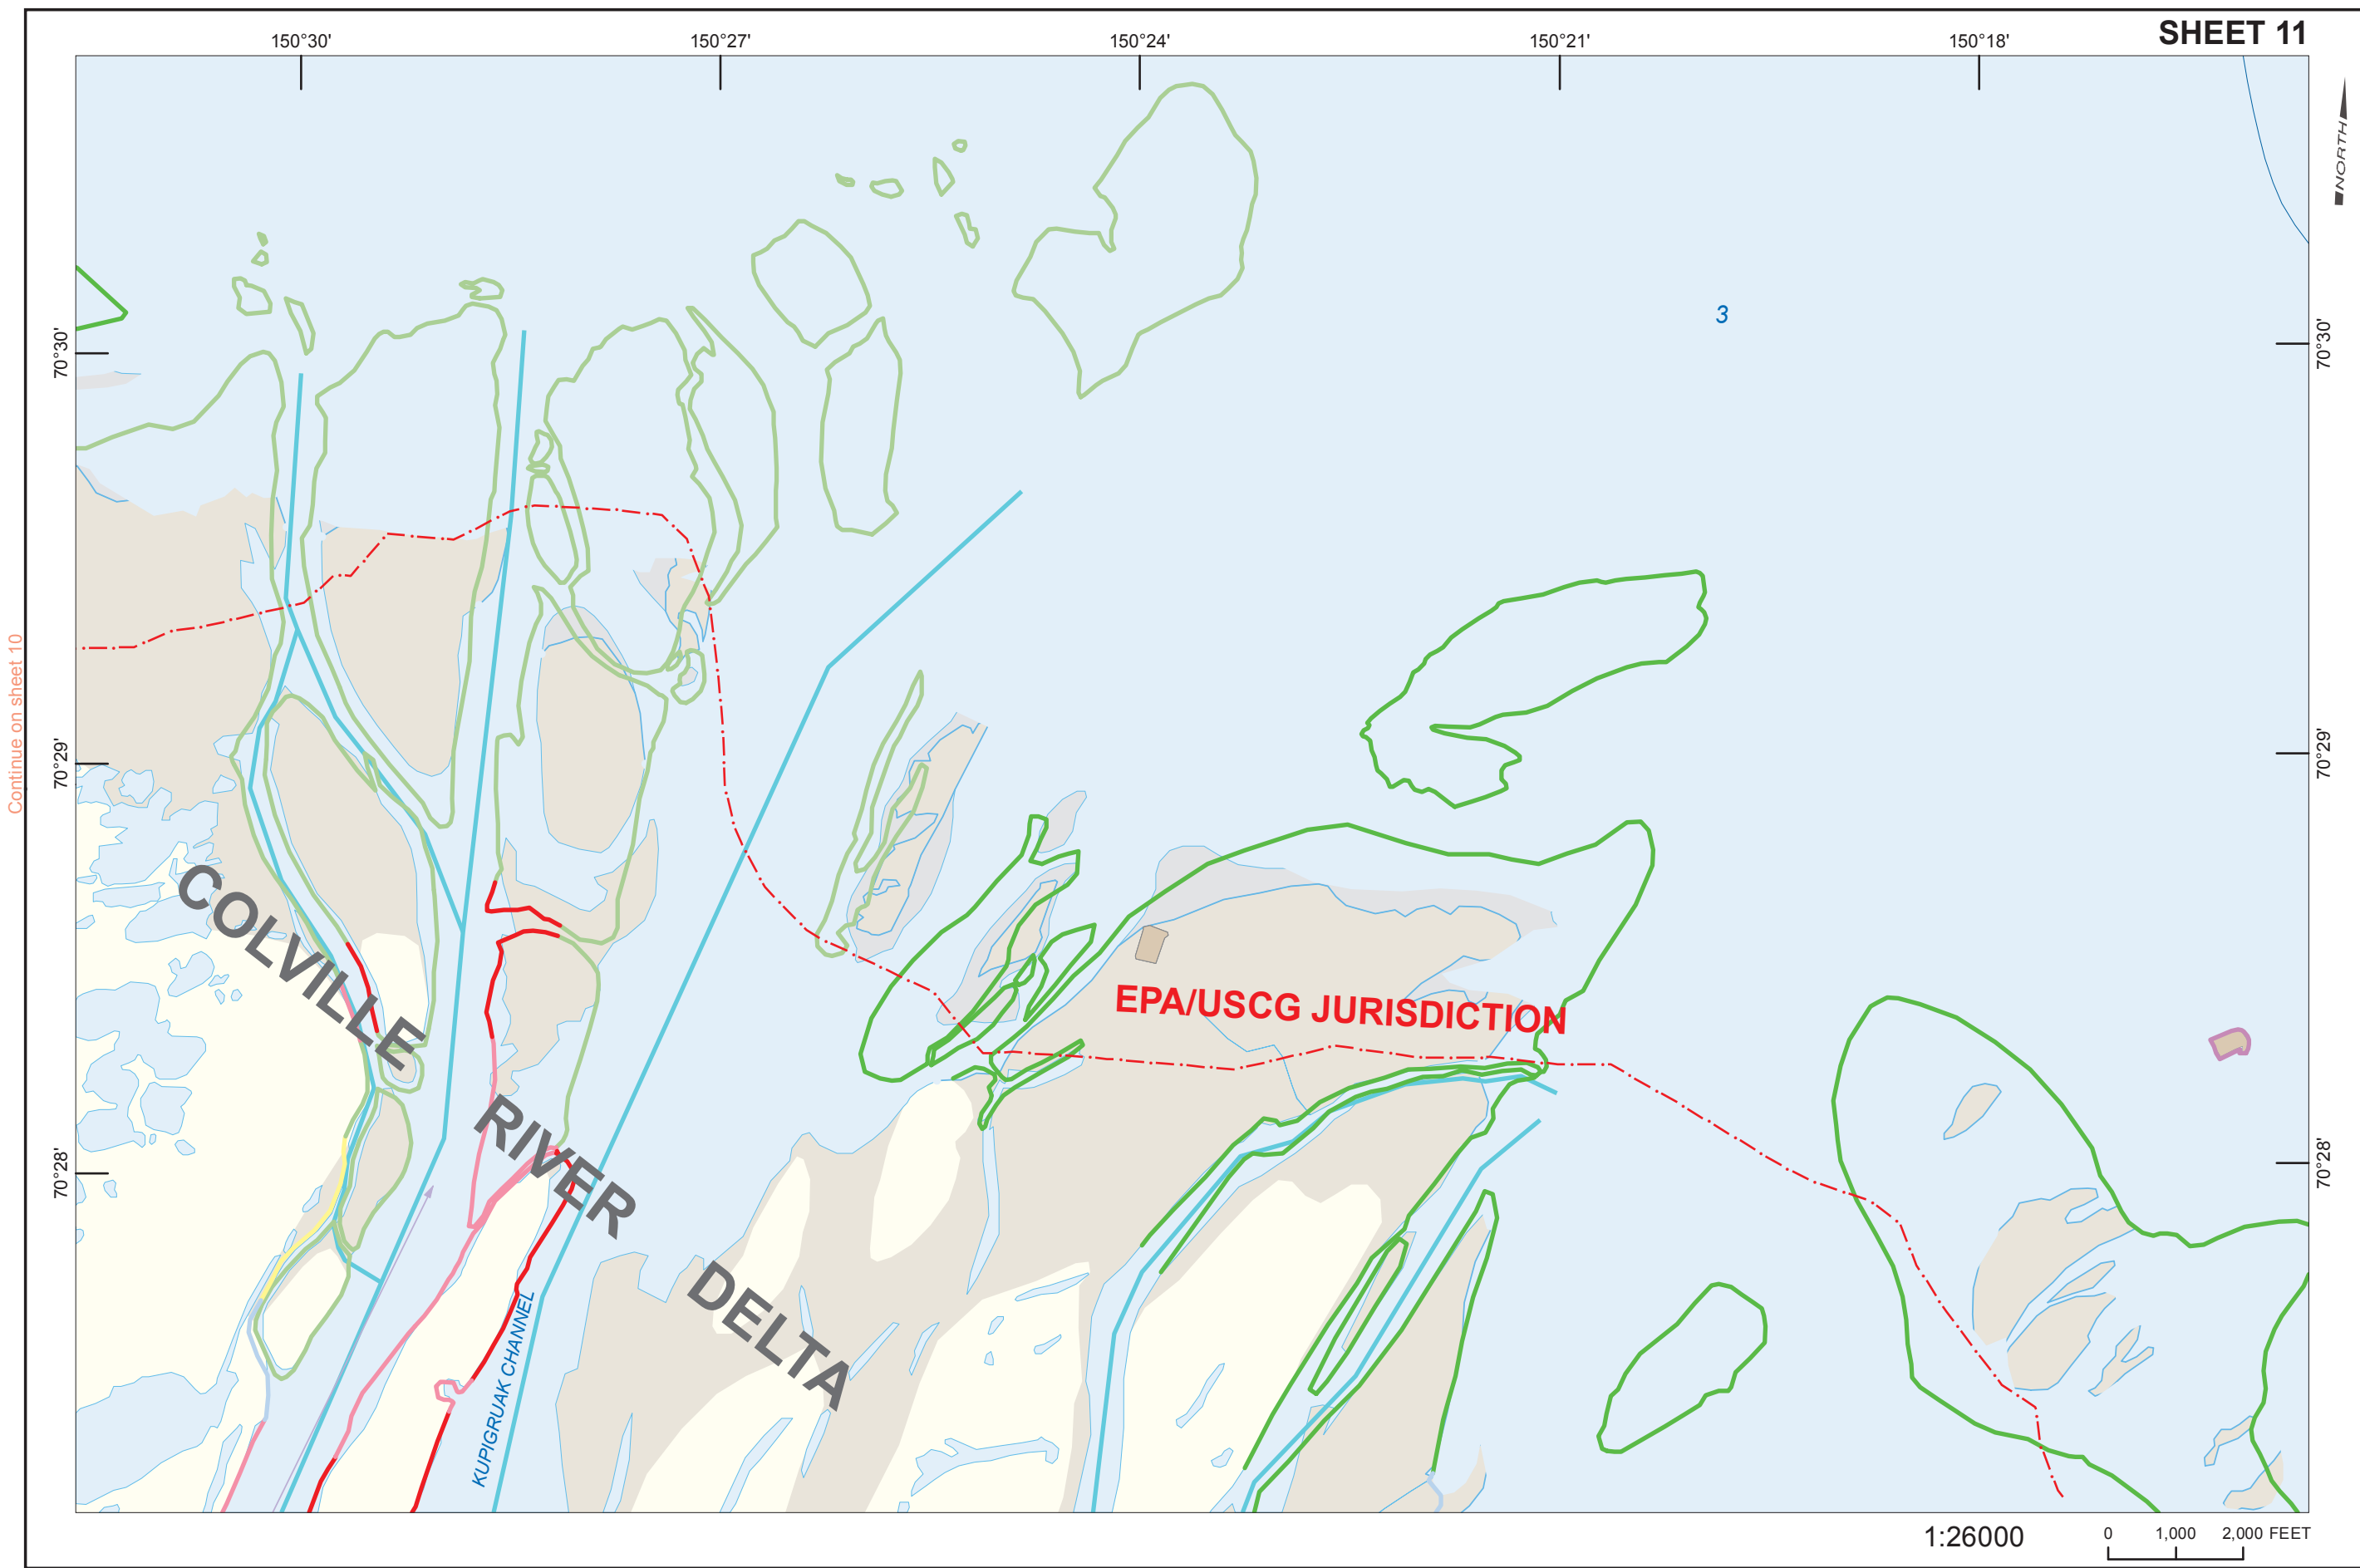 SHEET 11
150°30'
150°27'
150°24'
150°21'
150°18'
NORTH
3
70°30'
70°30'
Continue on sheet 10
70°29'
70°29'
COLVILLE
EPA/USCG JURISDICTION
RIVER
70°28'
70°28'
DELTA
KUPIGRUAK CHANNEL
1:26000
0 1,000 2,000 FEET